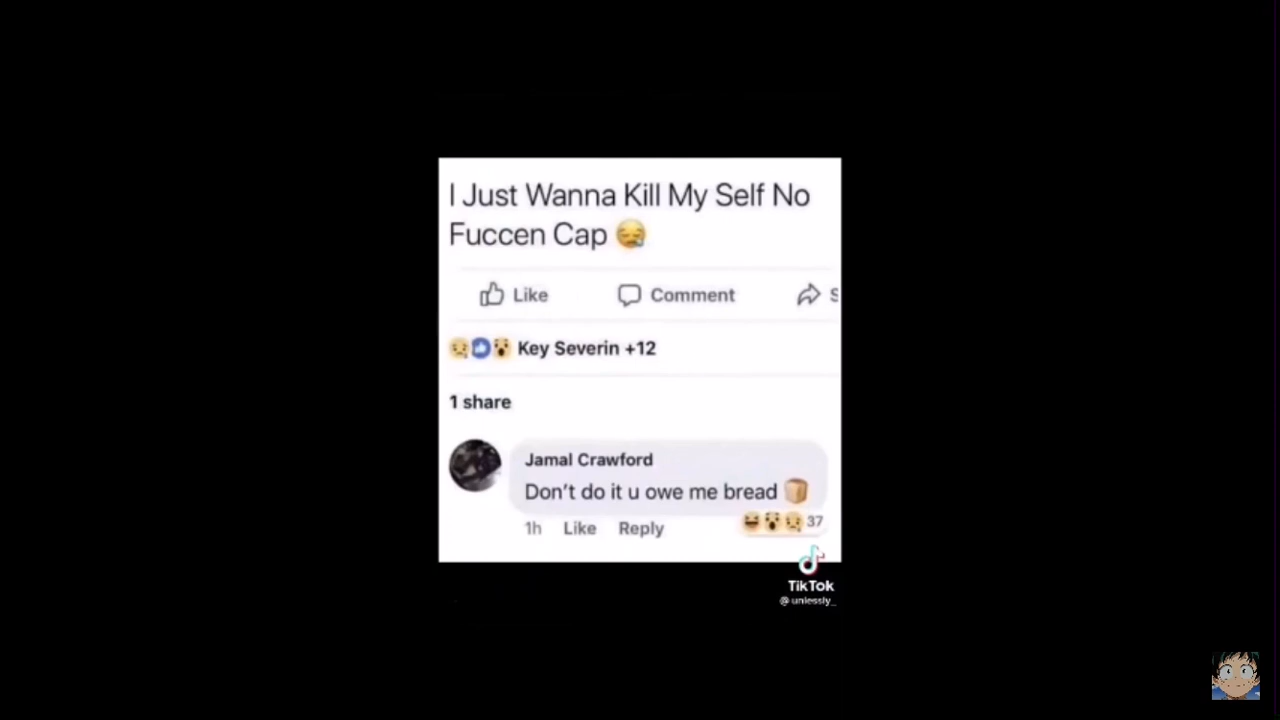 I Just Wanna Kill My Self No
Fuccen Cap 😪
Like Comment S
Key Severin +12
1 share
Jamal Crawford
Don't do it u owe me bread 🍞
1h Like Reply 37
TikTok
@unlessly_